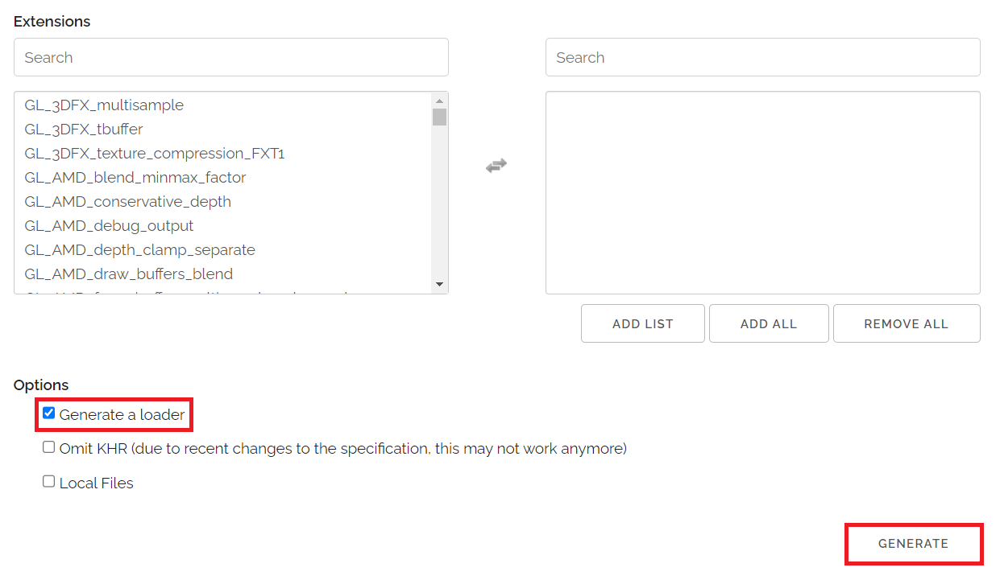 Extensions
Search
Search
GL_3DFX_multisample
GL_3DFX_tbuffer
GL_3DFX_texture_compression_FXT1
GL_AMD_blend_minmax_factor
GL_AMD_conservative_depth
GL_AMD_debug_output
GL_AMD_depth_clamp_separate
GL_AMD_draw_buffers_blend
ADD LIST
ADD ALL
REMOVE ALL
Options
Generate a loader
Omit KHR (due to recent changes to the specification, this may not work anymore)
Local Files
GENERATE